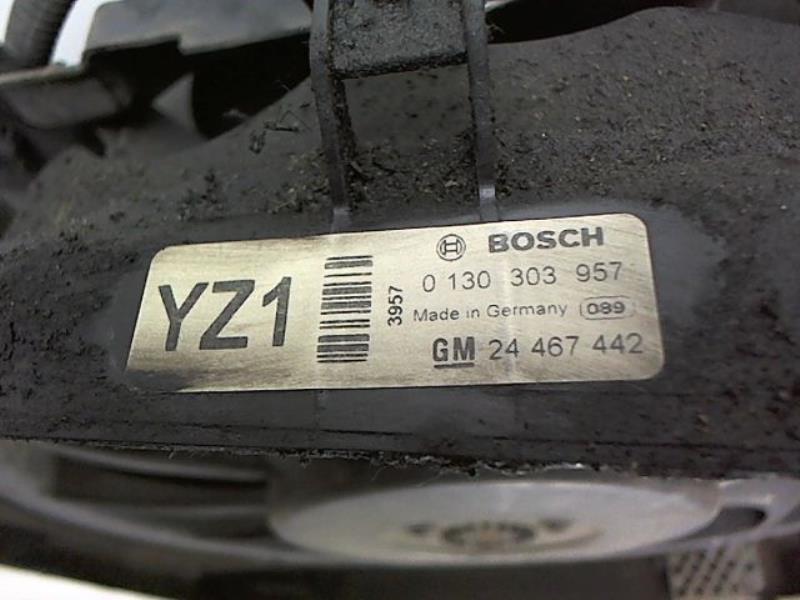 YZ1
3957
BOSCH
0 130 303 957
Made in Germany 089
GM 24 467 442